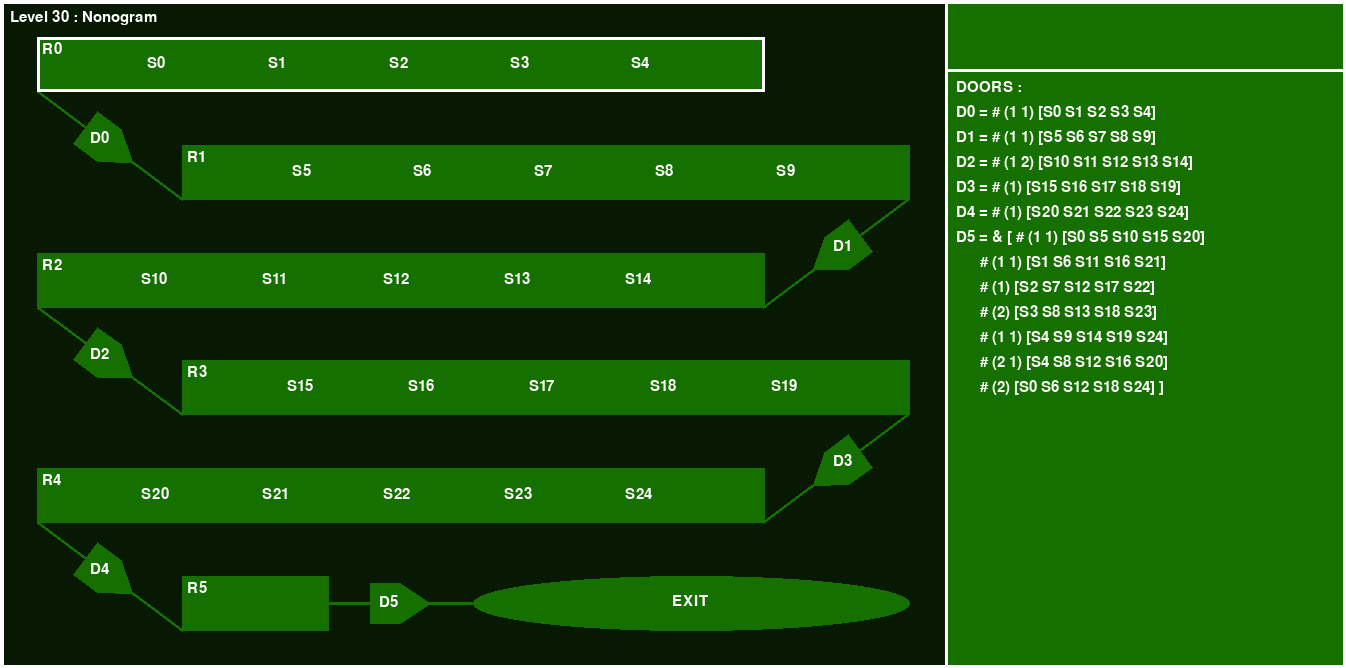 Level 30 : Nonogram
R0
S0 S1 S2 S3 S4
D0
R1
S5 S6 S7 S8 S9
D1
R2
S10 S11 S12 S13 S14
D2
R3
S15 S16 S17 S18 S19
D3
R4
S20 S21 S22 S23 S24
D4
R5
D5
EXIT
DOORS :
D0 = # (1 1) [S0 S1 S2 S3 S4]
D1 = # (1 1) [S5 S6 S7 S8 S9]
D2 = # (1 2) [S10 S11 S12 S13 S14]
D3 = # (1) [S15 S16 S17 S18 S19]
D4 = # (1) [S20 S21 S22 S23 S24]
D5 = & [ # (1 1) [S0 S5 S10 S15 S20]
# (1 1) [S1 S6 S11 S16 S21]
# (1) [S2 S7 S12 S17 S22]
# (2) [S3 S8 S13 S18 S23]
# (1 1) [S4 S9 S14 S19 S24]
# (2 1) [S4 S8 S12 S16 S20]
# (2) [S0 S6 S12 S18 S24] ]